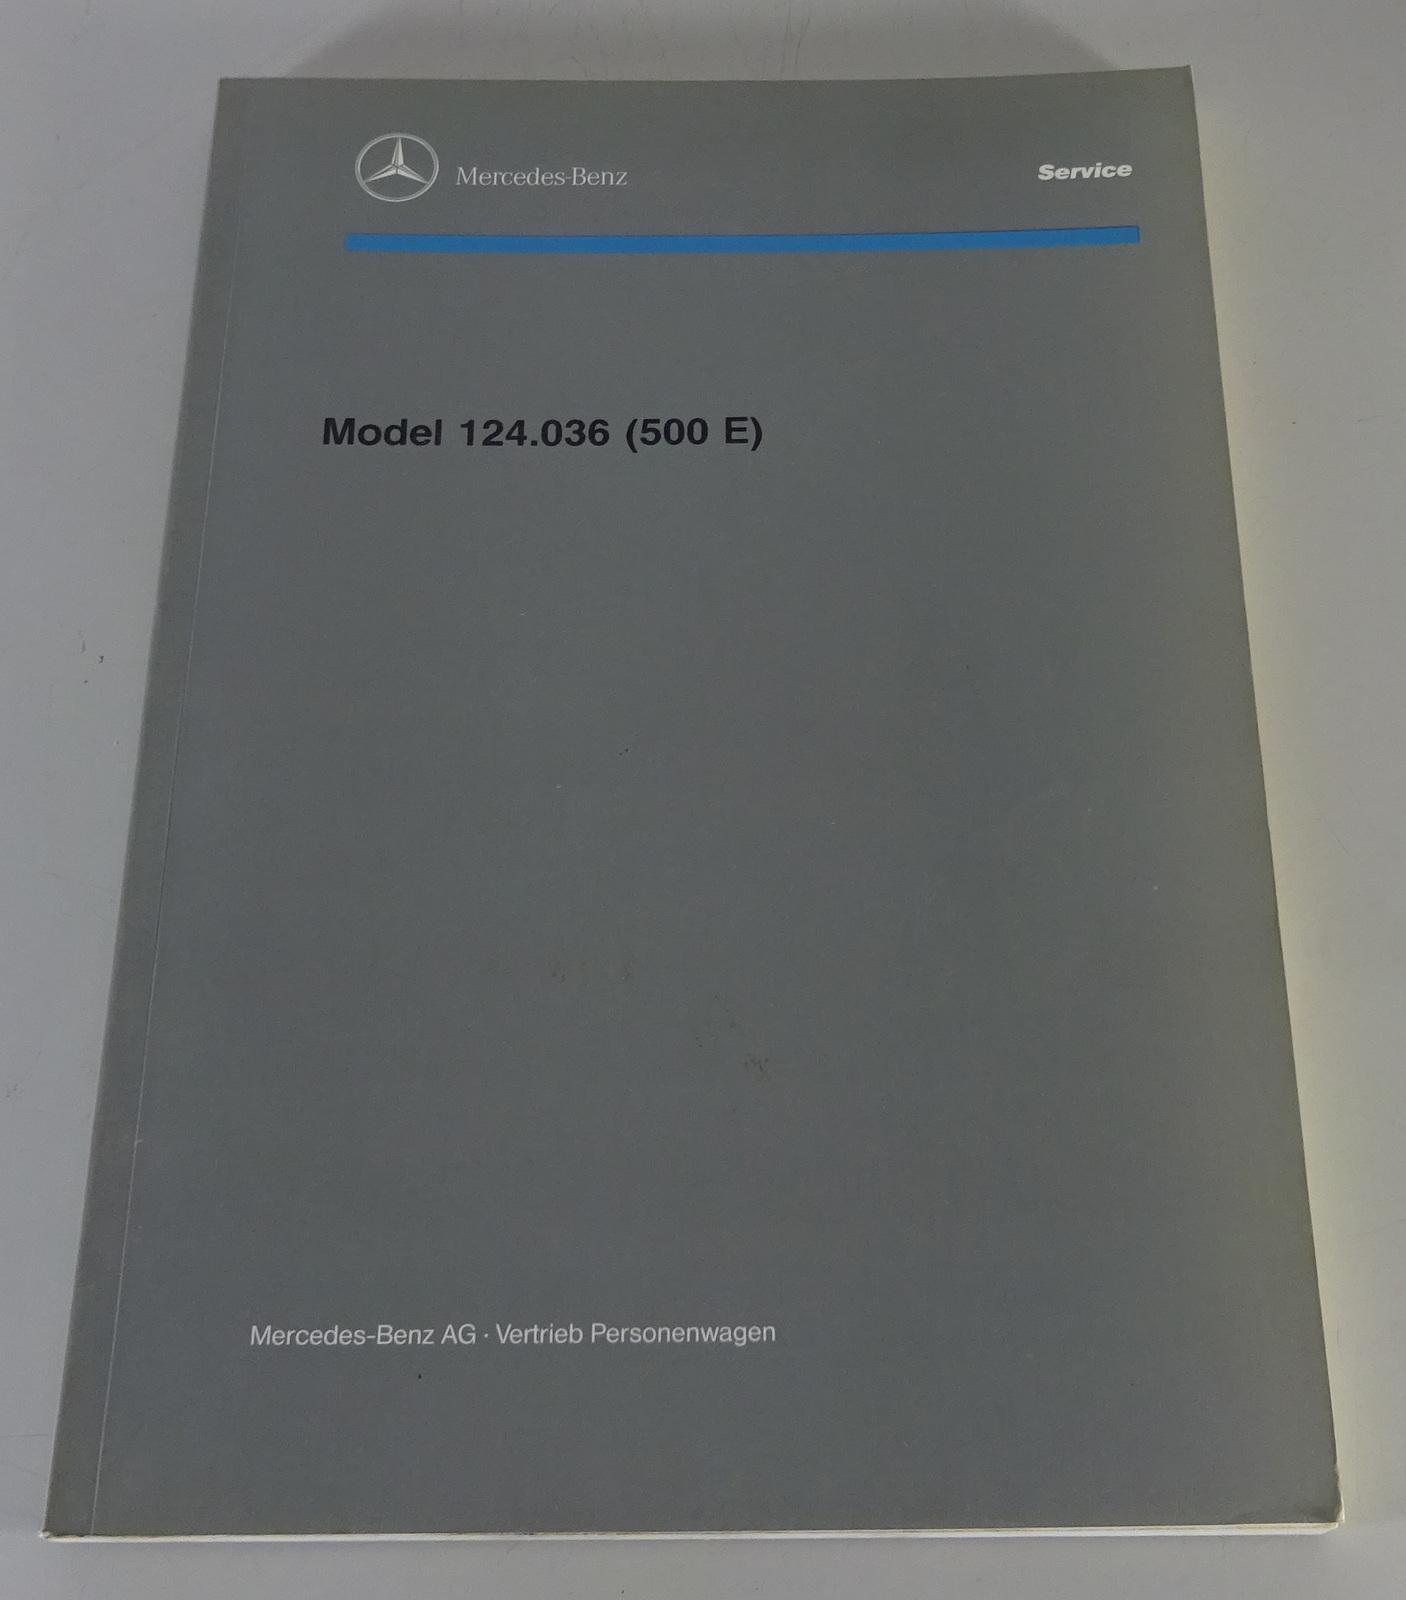 Mercedes-Benz
Service
Model 124.036 (500 E)
Mercedes-Benz AG · Vertrieb Personenwagen